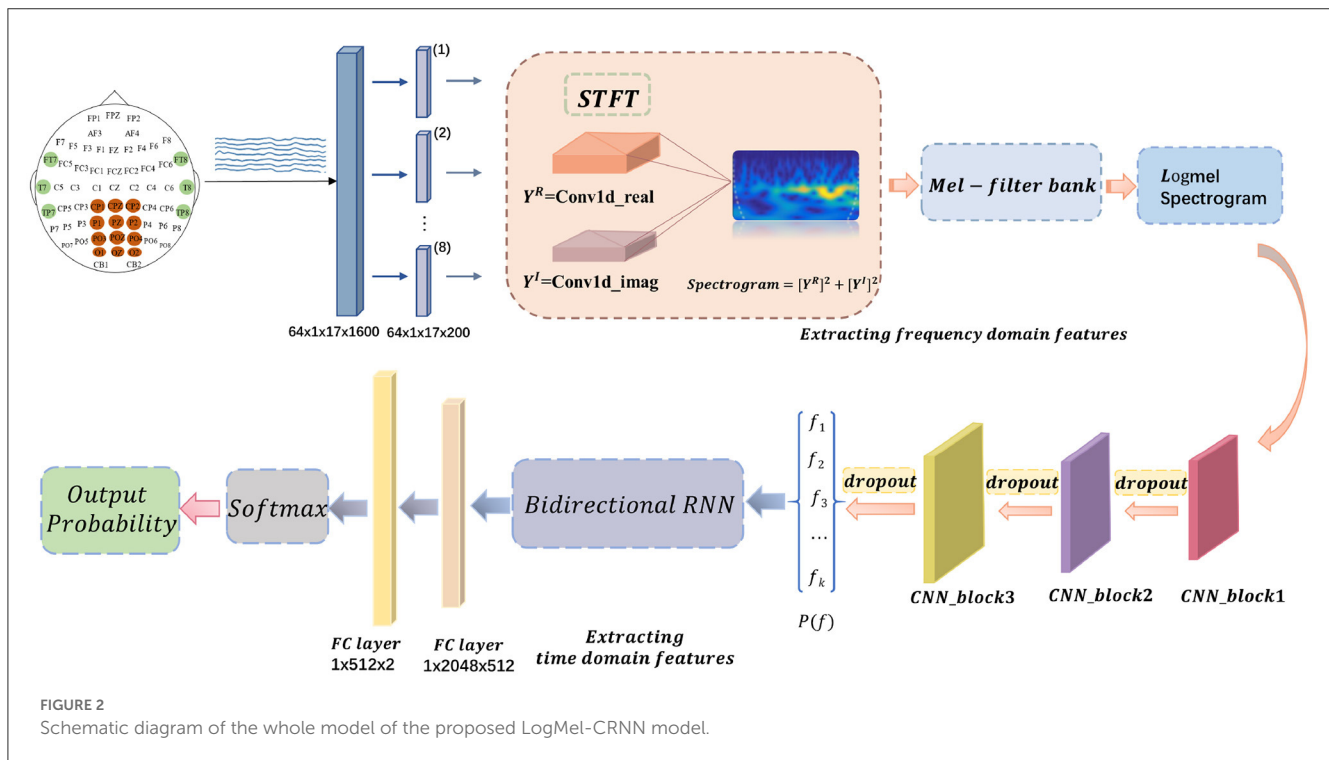 FP1 FPZ FP2
AF3 AF4
F7 F5 F3 F1 FZ F2 F4 F6 F8
FT7 FC5 FC3 FC1 FCZ FC2 FC4 FC6 FT8
T7 C5 C3 C1 CZ C2 C4 C6 T8
TP7 CP5 CP3 CP1 CPZ CP2 CP4 CP6 TP8
P7 P5 P3 P1 PZ P2 P4 P6 P8
PO7 PO5 PO3 POZ PO4 PO6 PO8
O1 OZ O2
CB1 CB2
64x1x17x1600
(1)
(2)
⋮
(8)
64x1x17x200
STFT
Y^R=Conv1d_real
Y^I=Conv1d_imag
Spectrogram = [Y^R]^2 + [Y^I]^2
Mel − filter bank
Logmel
Spectrogram
Extracting frequency domain features
CNN_block1
dropout
CNN_block2
dropout
CNN_block3
dropout
f1
f2
f3
...
fk
P(f)
Bidirectional RNN
Extracting
time domain features
FC layer
1x2048x512
FC layer
1x512x2
Softmax
Output
Probability
FIGURE 2
Schematic diagram of the whole model of the proposed LogMel-CRNN model.